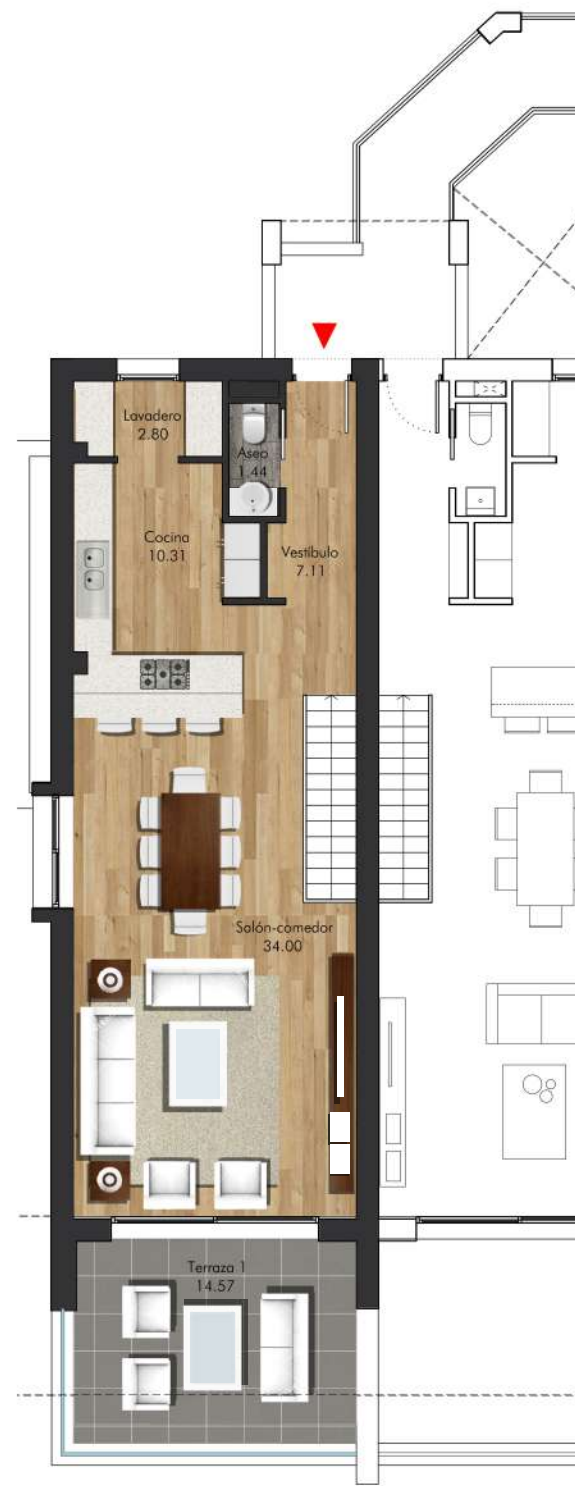 Lavadero
2.80
Aseo
1.44
Cocina
10.31
Vestíbulo
7.11
Salón-comedor
34.00
Terraza 1
14.57